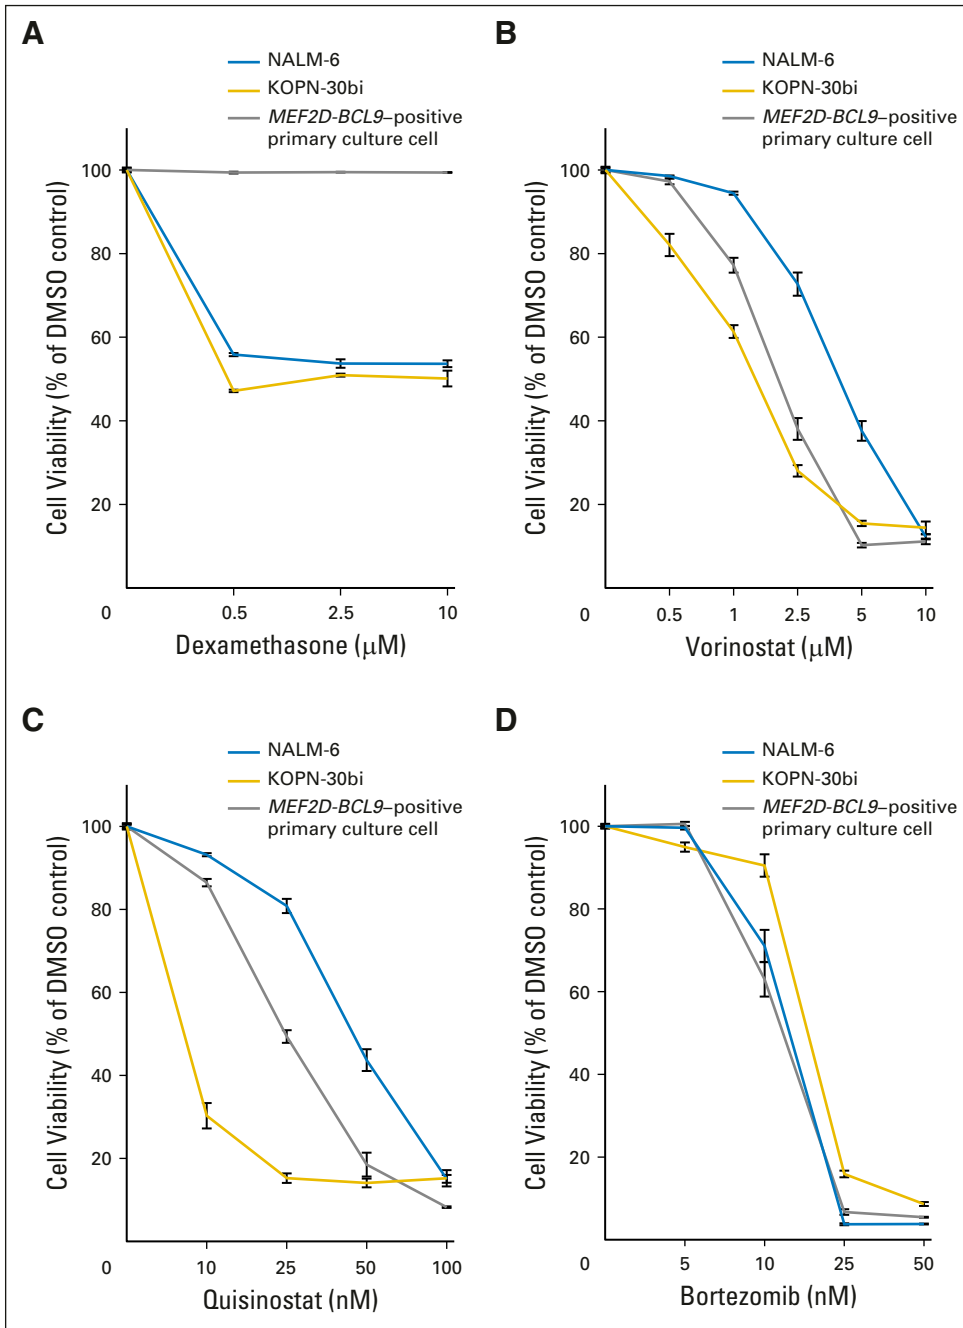 A
NALM-6
KOPN-30bi
MEF2D-BCL9–positive
primary culture cell
Cell Viability (% of DMSO control)
100
80
60
40
20
0
0.5
2.5
10
Dexamethasone (μM)
B
NALM-6
KOPN-30bi
MEF2D-BCL9–positive
primary culture cell
Cell Viability (% of DMSO control)
100
80
60
40
20
0
0.5
1
2.5
5
10
Vorinostat (μM)
C
NALM-6
KOPN-30bi
MEF2D-BCL9–positive
primary culture cell
Cell Viability (% of DMSO control)
100
80
60
40
20
0
10
25
50
100
Quisinostat (nM)
D
NALM-6
KOPN-30bi
MEF2D-BCL9–positive
primary culture cell
Cell Viability (% of DMSO control)
100
80
60
40
20
0
5
10
25
50
Bortezomib (nM)